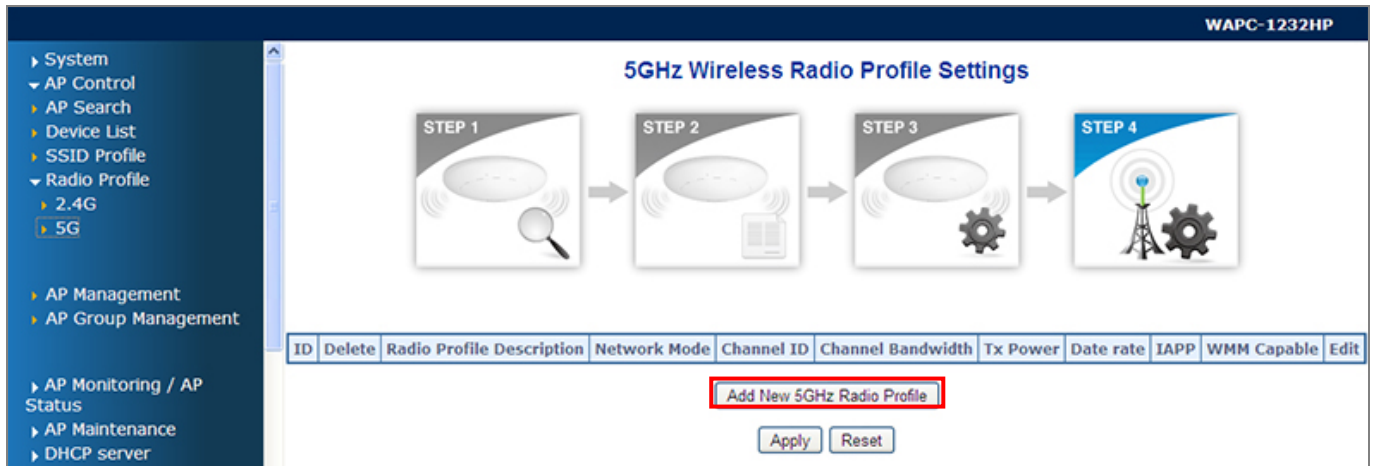 WAPC-1232HP
System
AP Control
AP Search
Device List
SSID Profile
Radio Profile
2.4G
5G
AP Management
AP Group Management
AP Monitoring / AP
Status
AP Maintenance
DHCP server
5GHz Wireless Radio Profile Settings
STEP 1 STEP 2 STEP 3 STEP 4
ID Delete Radio Profile Description Network Mode Channel ID Channel Bandwidth Tx Power Date rate IAPP WMM Capable Edit
Add New 5GHz Radio Profile
Apply Reset